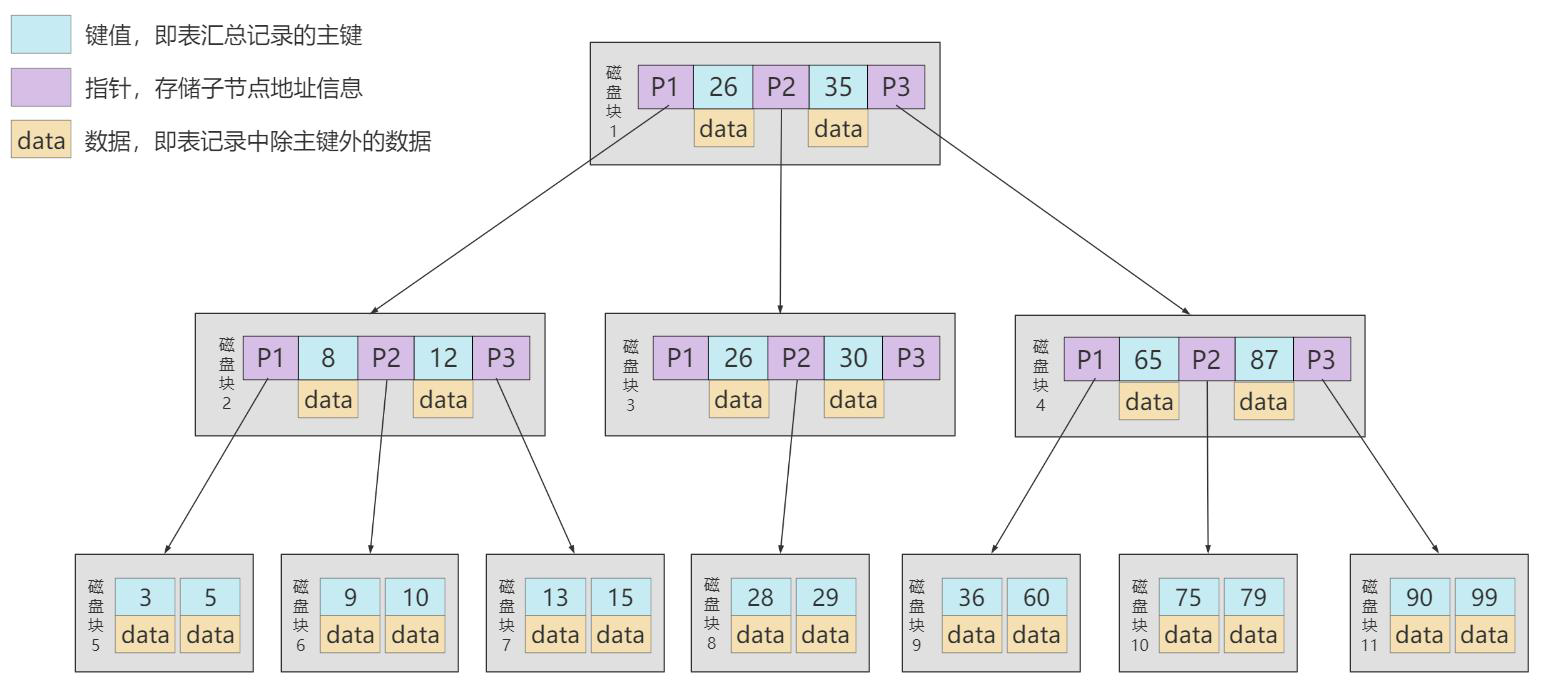 键值，即表汇总记录的主键
指针，存储子节点地址信息
data 数据，即表记录中除主键外的数据
磁盘块1 P1 26 P2 35 P3
data data
磁盘块2 P1 8 P2 12 P3
data data
磁盘块3 P1 26 P2 30 P3
data data
磁盘块4 P1 65 P2 87 P3
data data
磁盘块5 3 5
data data
磁盘块6 9 10
data data
磁盘块7 13 15
data data
磁盘块8 28 29
data data
磁盘块9 36 60
data data
磁盘块10 75 79
data data
磁盘块11 90 99
data data